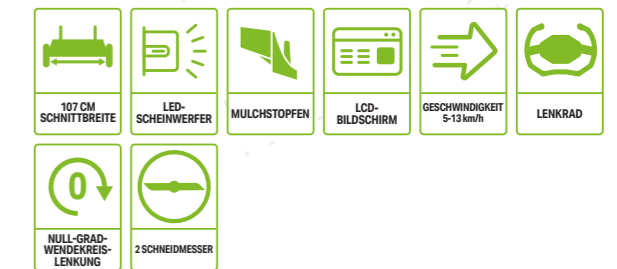 107 CM
SCHNITTBREITE
LED-
SCHEINWERFER
MULCHSTOPFEN
LCD-
BILDSCHIRM
GESCHWINDIGKEIT
5-13 km/h
LENKRAD
0
NULL-GRAD-
WENDEKREIS-
LENKUNG
2 SCHNEIDMESSER